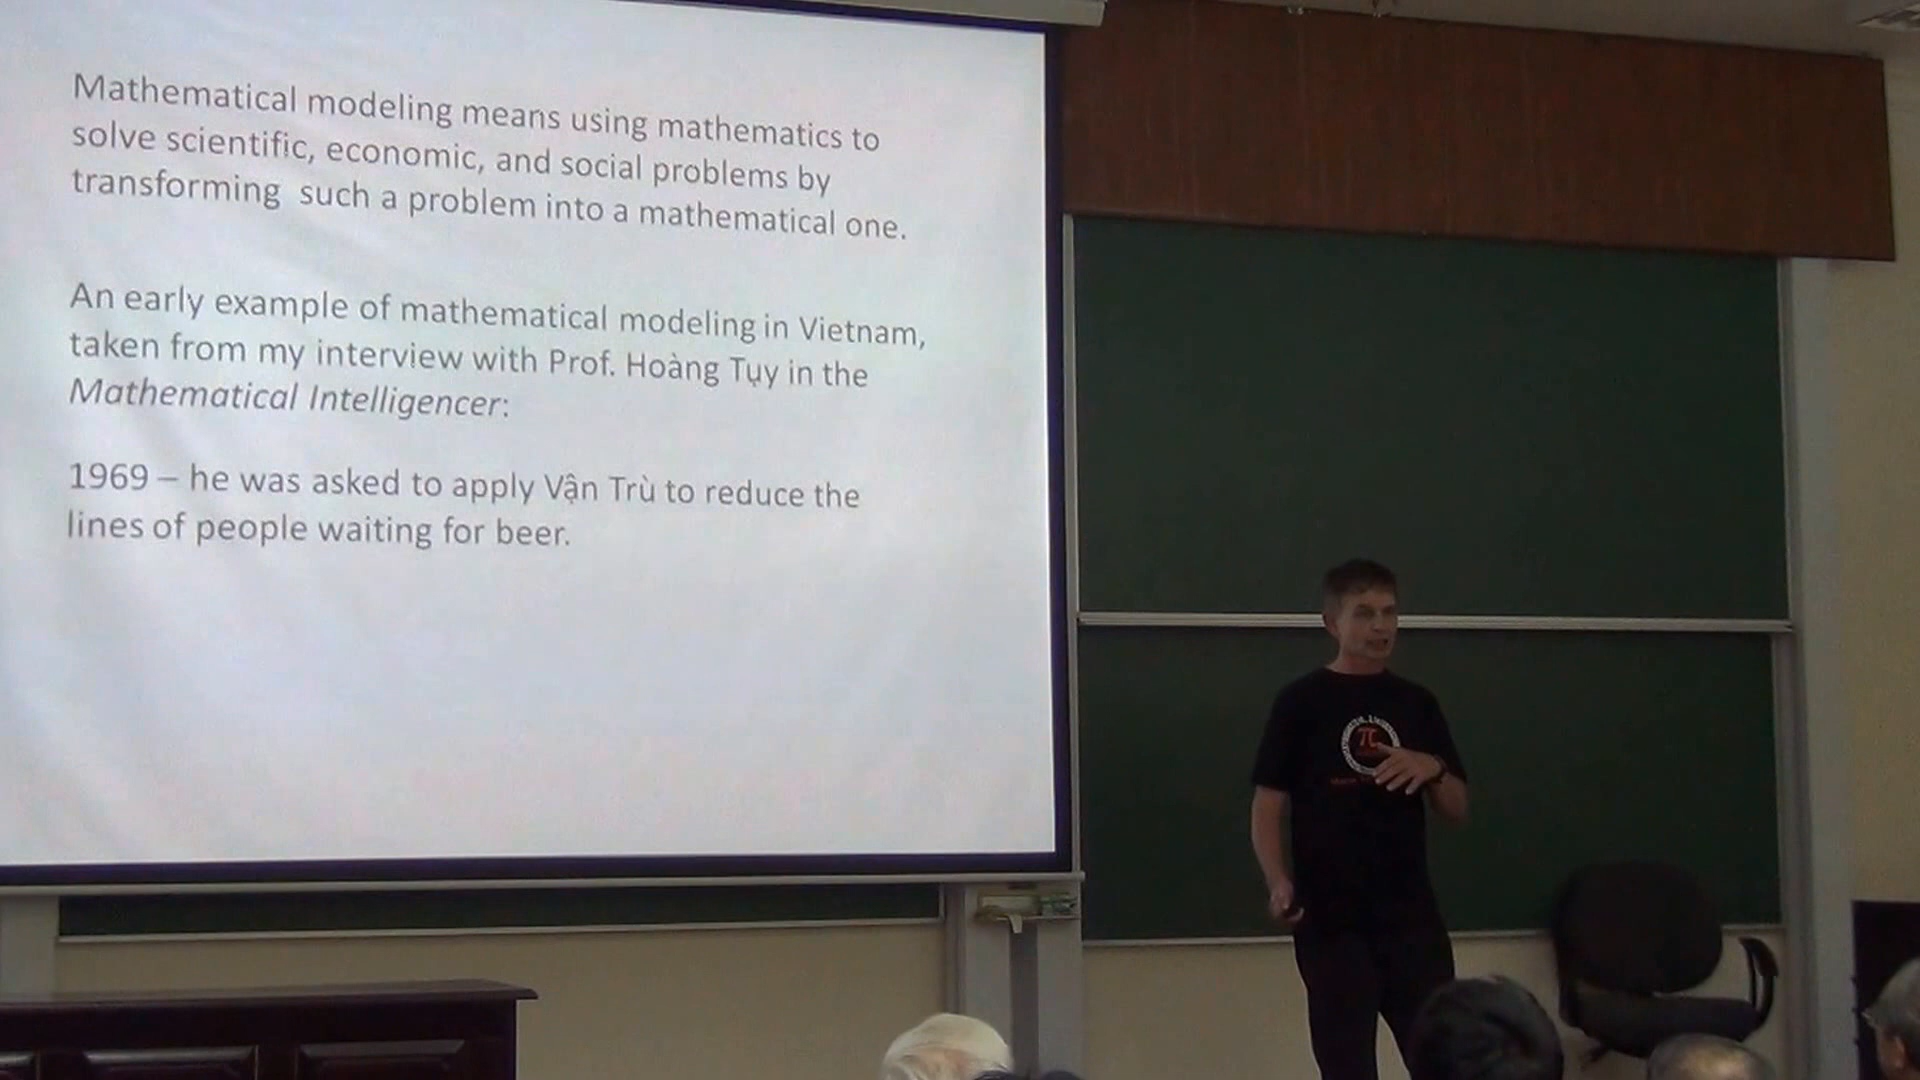 Mathematical modeling means using mathematics to
solve scientific, economic, and social problems by
transforming such a problem into a mathematical one.
An early example of mathematical modeling in Vietnam,
taken from my interview with Prof. Hoàng Tụy in the
Mathematical Intelligencer:
1969 – he was asked to apply Vận Trù to reduce the
lines of people waiting for beer.
π